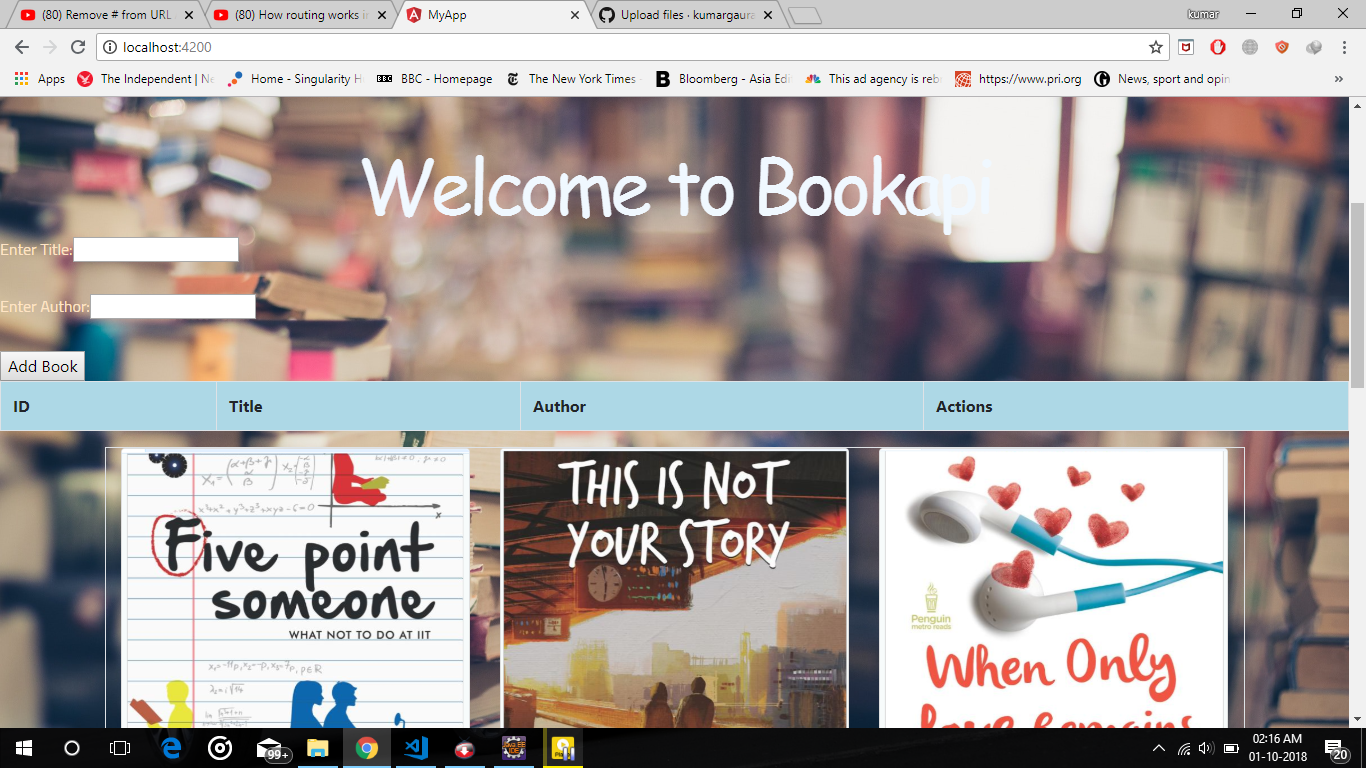 (80) Remove # from URL
(80) How routing works i
MyApp
Upload files · kumargaura
kumar
localhost:4200
Apps
The Independent | Ne
Home - Singularity H
BBC - Homepage
The New York Times -
Bloomberg - Asia Edi
This ad agency is reb
https://www.pri.org
News, sport and opin
»
Welcome to Bookapi
Enter Title:
Enter Author:
Add Book
ID Title Author Actions
Five point
someone
WHAT NOT TO DO AT IIT
THIS IS NOT
YOUR STORY
Penguin
metro reads
When Only
love remains
99+
02:16 AM
01-10-2018
20